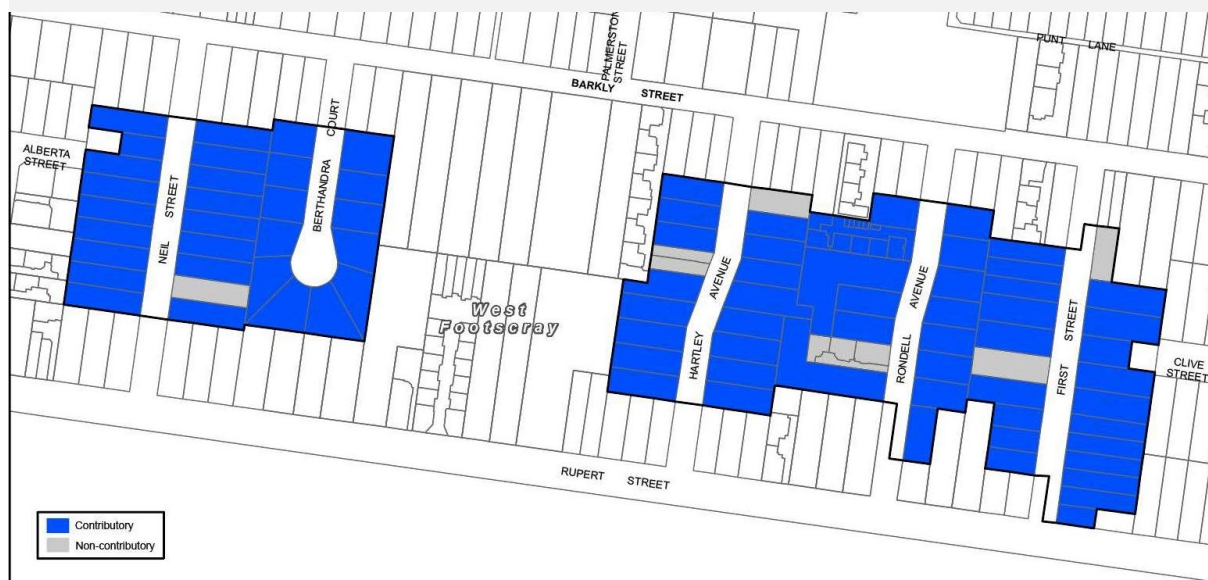 PALMERSTON
STREET
PUNT LANE
BARKLY STREET
COURT
ALBERTA
STREET
BERTHANDRA
STREET
NEIL
AVENUE
HARTLEY
AVENUE
RONDELL
STREET
FIRST
West
Footscray
CLIVE
STREET
RUPERT STREET
Contributory
Non-contributory